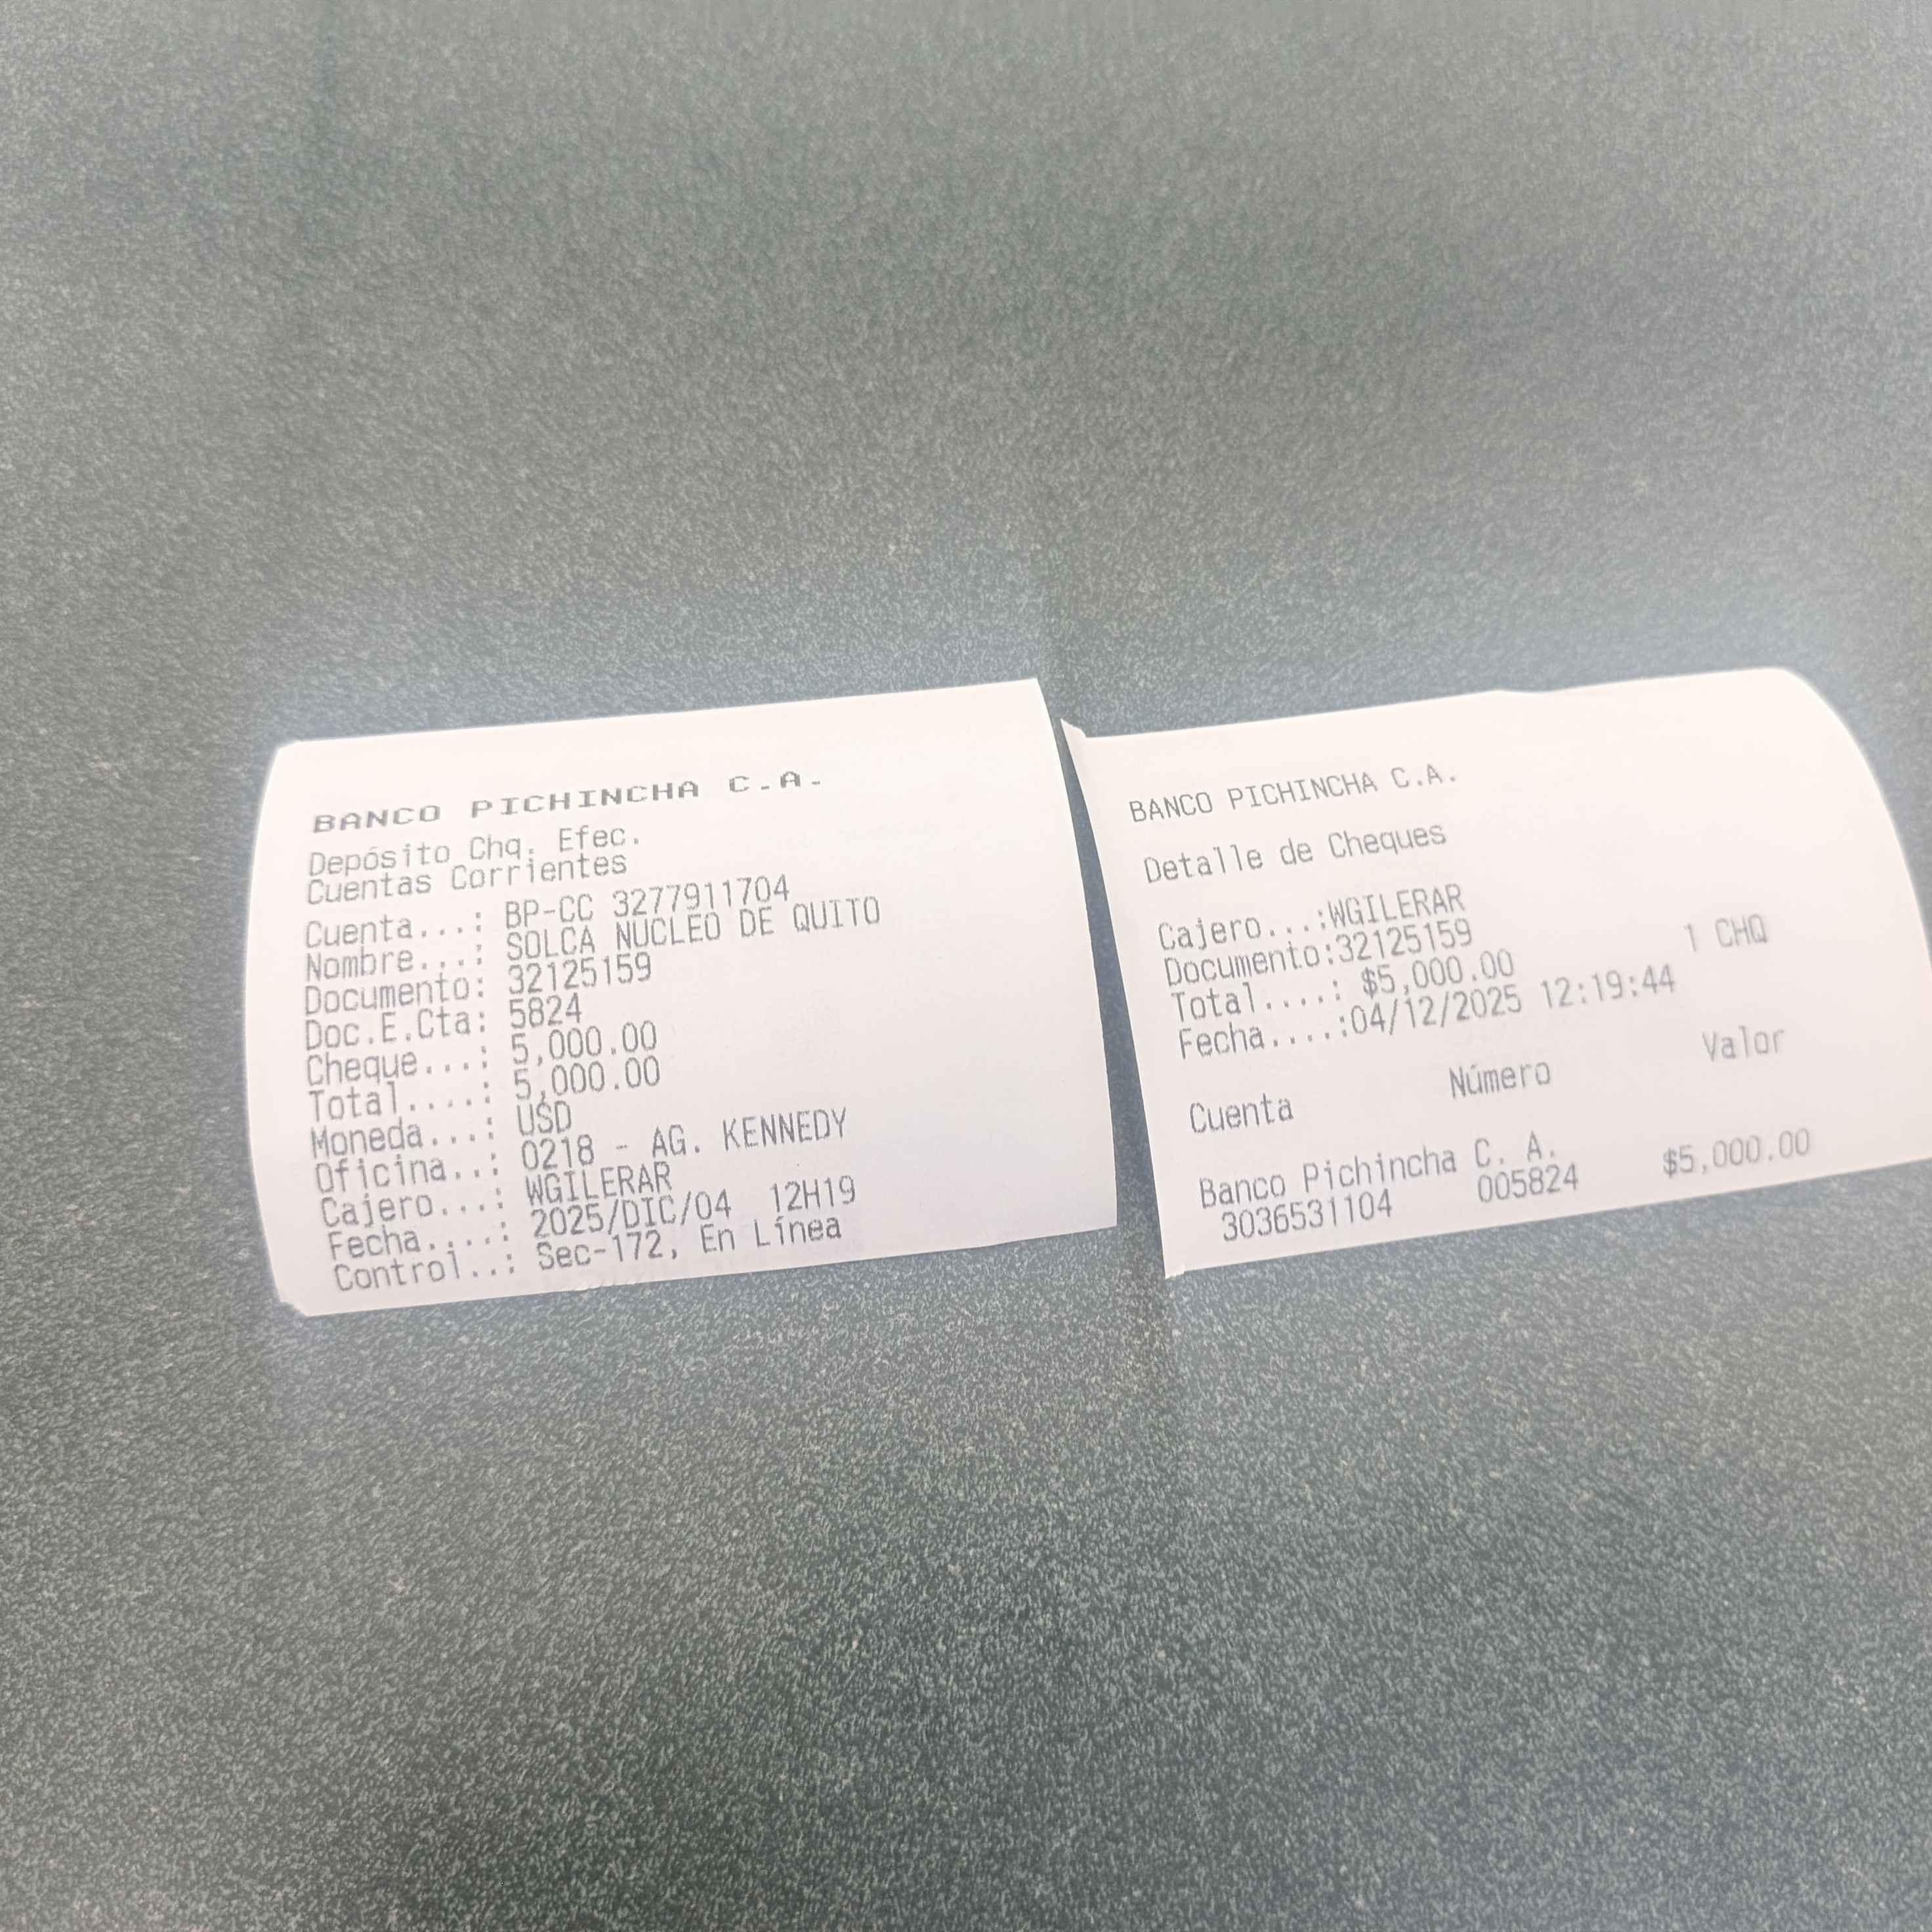 BANCO PICHINCHA C.A.
Depósito Chq. Efec.
Cuentas Corrientes
Cuenta...: BP-CC 3277911704
Nombre...: SOLCA NUCLEO DE QUITO
Documento: 32125159
Doc.E.Cta: 5824
Cheque...: 5,000.00
Total....: 5,000.00
Moneda...: USD
Oficina..: 0218 - AG. KENNEDY
Cajero...: WGILERAR
Fecha....: 2025/DIC/04 12H19
Control..: Sec-172, En Línea
BANCO PICHINCHA C.A.
Detalle de Cheques
Cajero...:WGILERAR
Documento:32125159 1 CHQ
Total....: $5,000.00
Fecha....:04/12/2025 12:19:44
Cuenta Número Valor
Banco Pichincha C. A.
3036531104 005824 $5,000.00